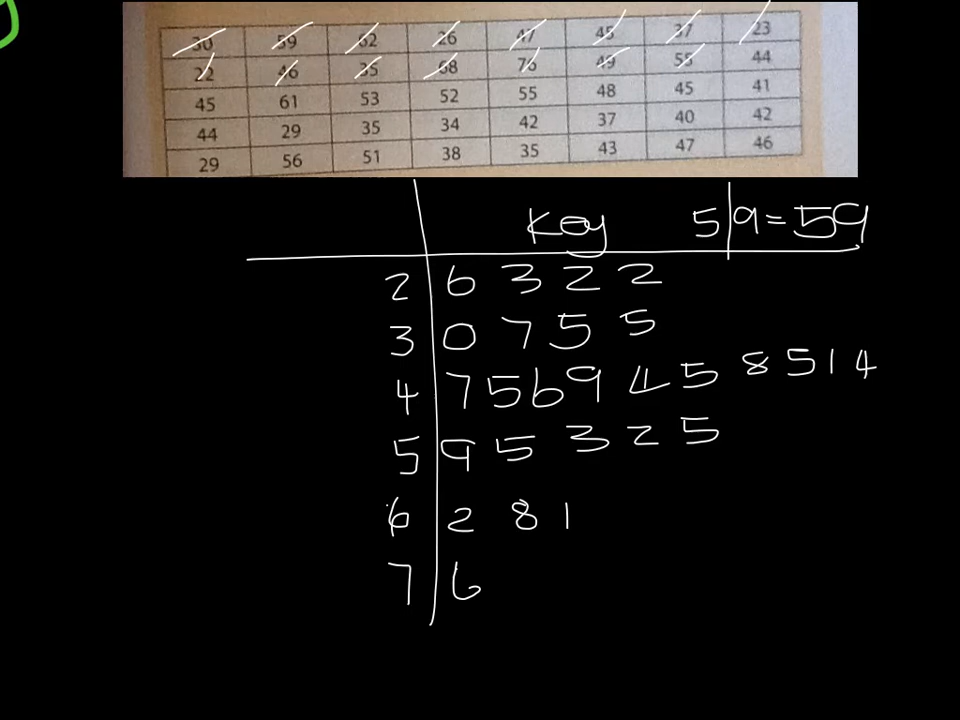 30 59 62 26 47 45 37 23
22 46 35 68 76 49 55 44
45 61 53 52 55 48 45 41
44 29 35 34 42 37 40 42
29 56 51 38 35 43 47 46
Key 5|9=59
2 6 3 2 2
3 0 7 5 5
4 7 5 6 9 4 5 8 5 1 4
5 9 5 3 2 5
6 2 8 1
7 6